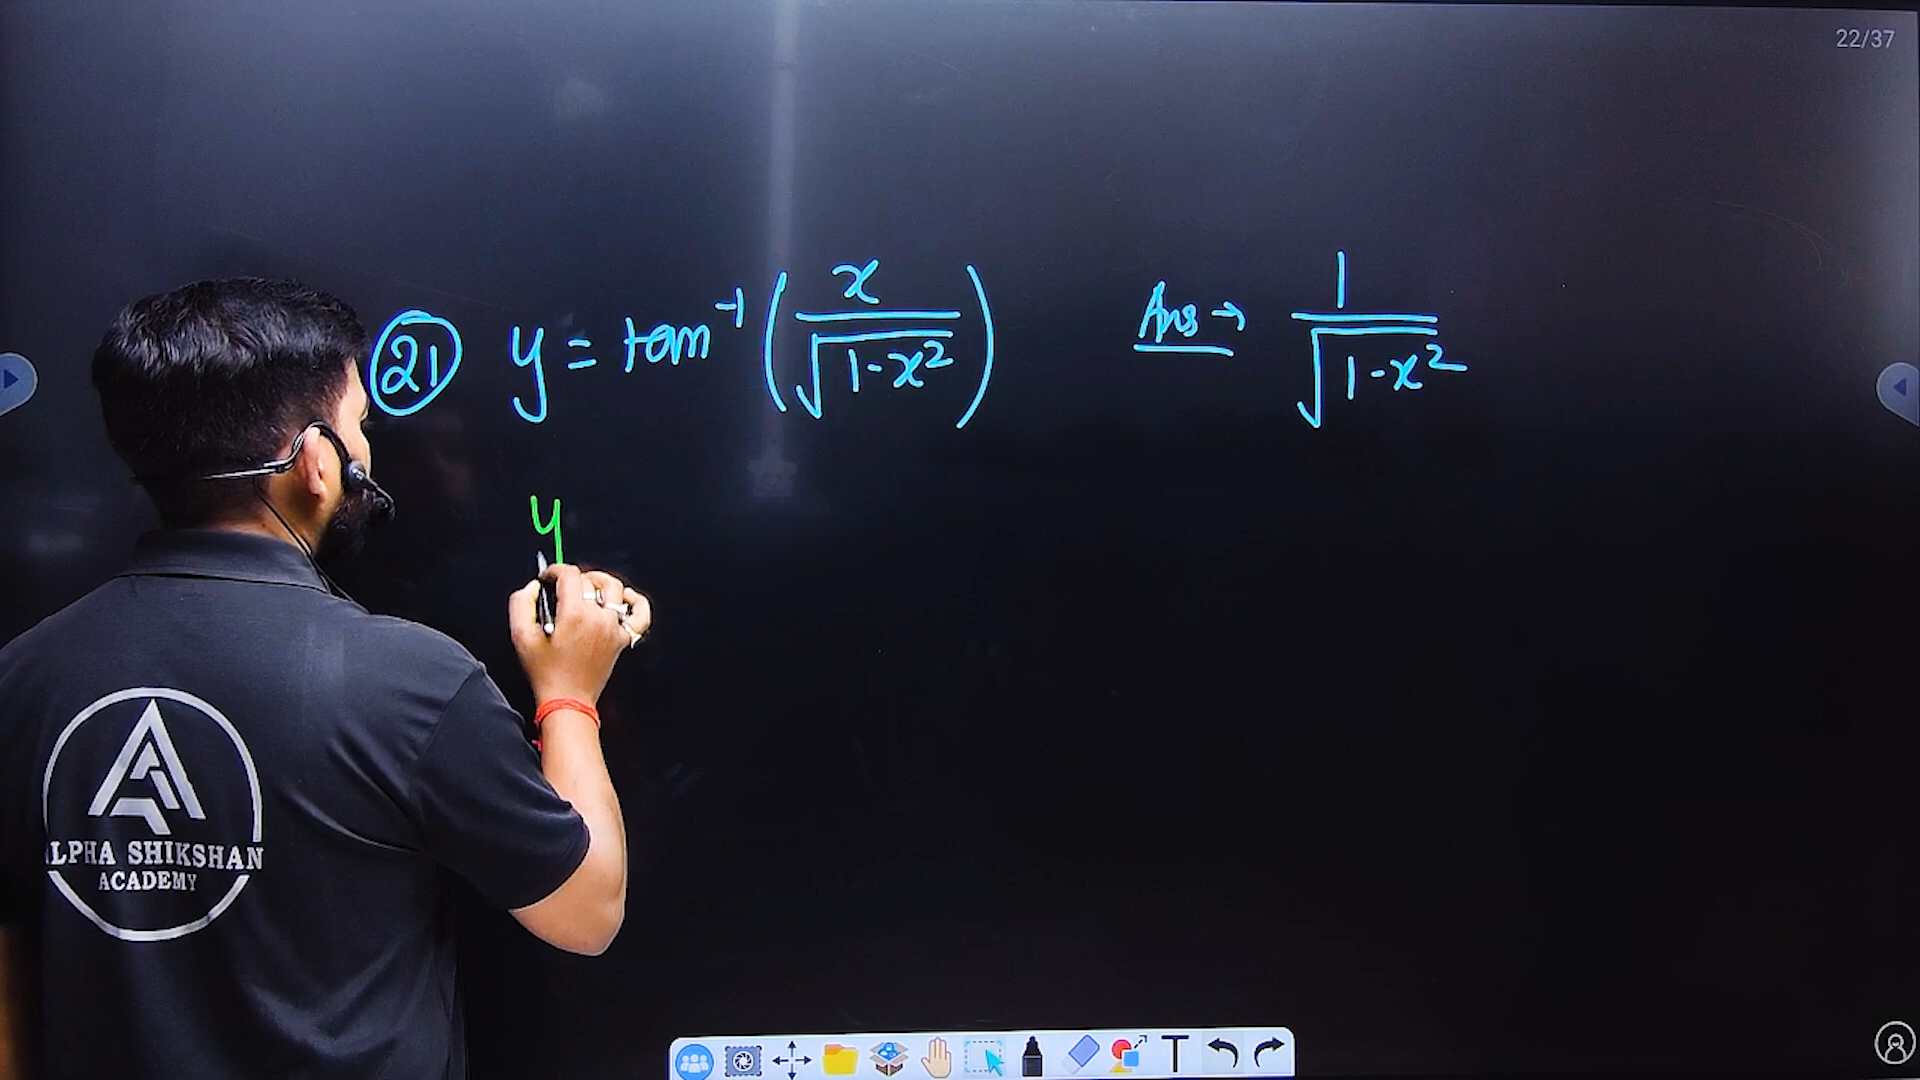 22/37
(21) y = tan⁻¹ (x / √(1-x²)) Ans → 1 / √(1-x²)
y
ALPHA SHIKSHAN
ACADEMY
T